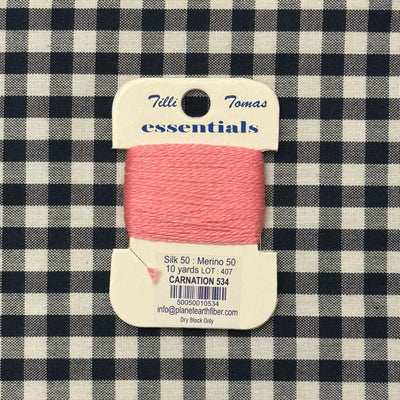 Tilli Tomas
essentials
Silk 50 : Merino 50
10 yards LOT : 407
CARNATION 534
50050010534
info@planetearthfiber.com
Dry Block Only